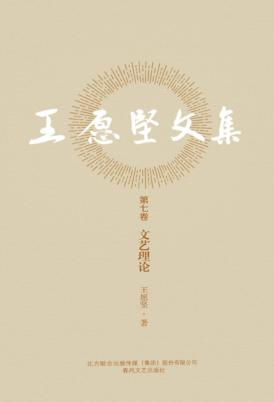 王愿坚文集
第七卷
文艺理论
王愿坚·著
北方联合出版传媒（集团）股份有限公司
春风文艺出版社